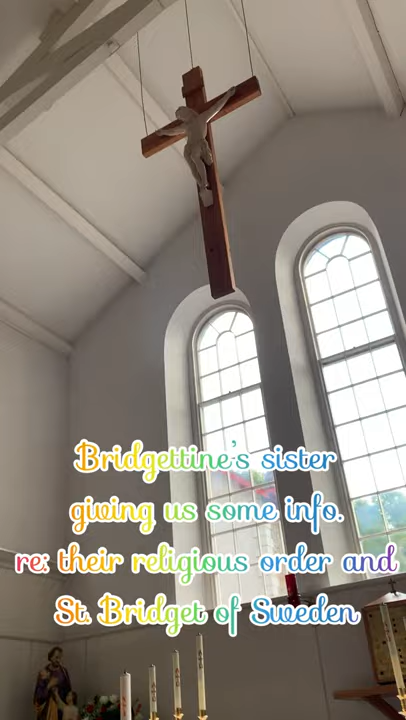 Bridgettine's sister
giving us some info.
re: their religious order and
St. Bridget of Sweden